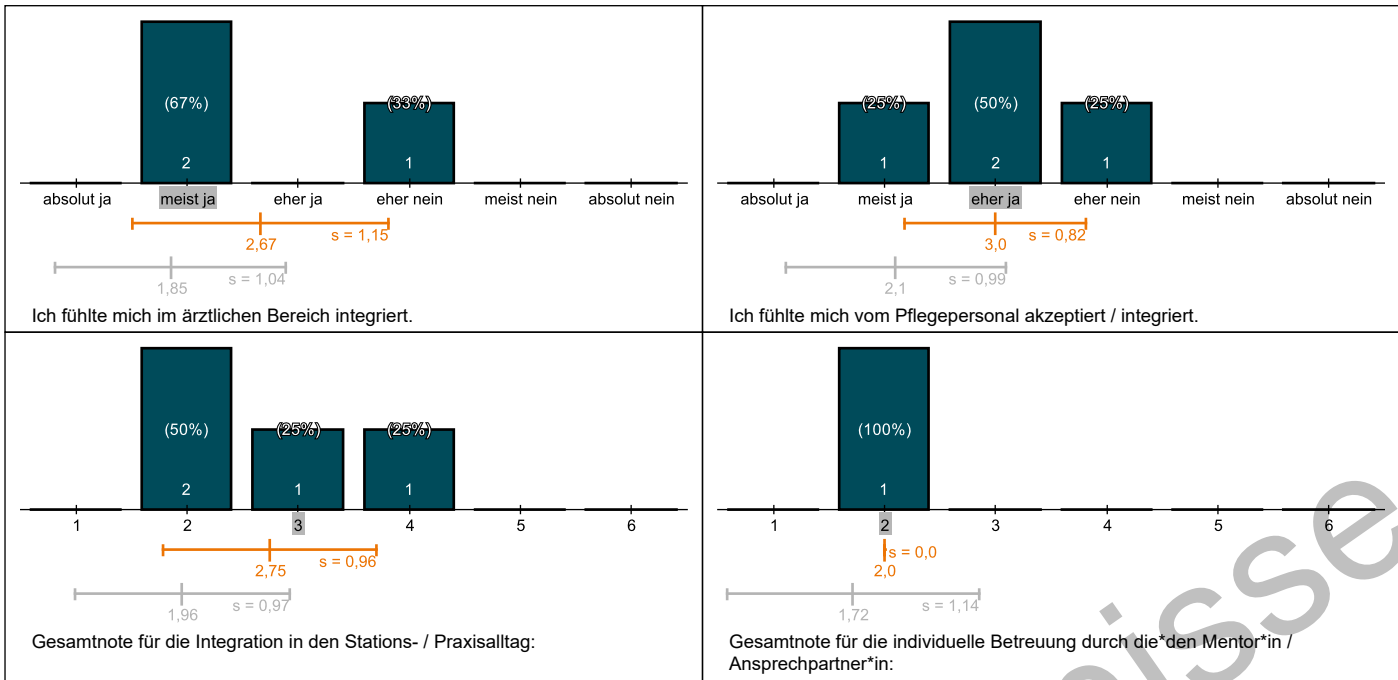 (67%)
(33%)
2
1
absolut ja
meist ja
eher ja
eher nein
meist nein
absolut nein
s = 1,15
2,67
s = 1,04
1,85
Ich fühlte mich im ärztlichen Bereich integriert.
(25%)
(50%)
(25%)
1
2
1
absolut ja
meist ja
eher ja
eher nein
meist nein
absolut nein
s = 0,82
3,0
s = 0,99
2,1
Ich fühlte mich vom Pflegepersonal akzeptiert / integriert.
(50%)
(25%)
(25%)
2
1
1
1
2
3
4
5
6
s = 0,96
2,75
s = 0,97
1,96
Gesamtnote für die Integration in den Stations- / Praxisalltag:
(100%)
1
1
2
3
4
5
6
s = 0,0
2,0
s = 1,14
1,72
Gesamtnote für die individuelle Betreuung durch die*den Mentor*in /
Ansprechpartner*in:
isse